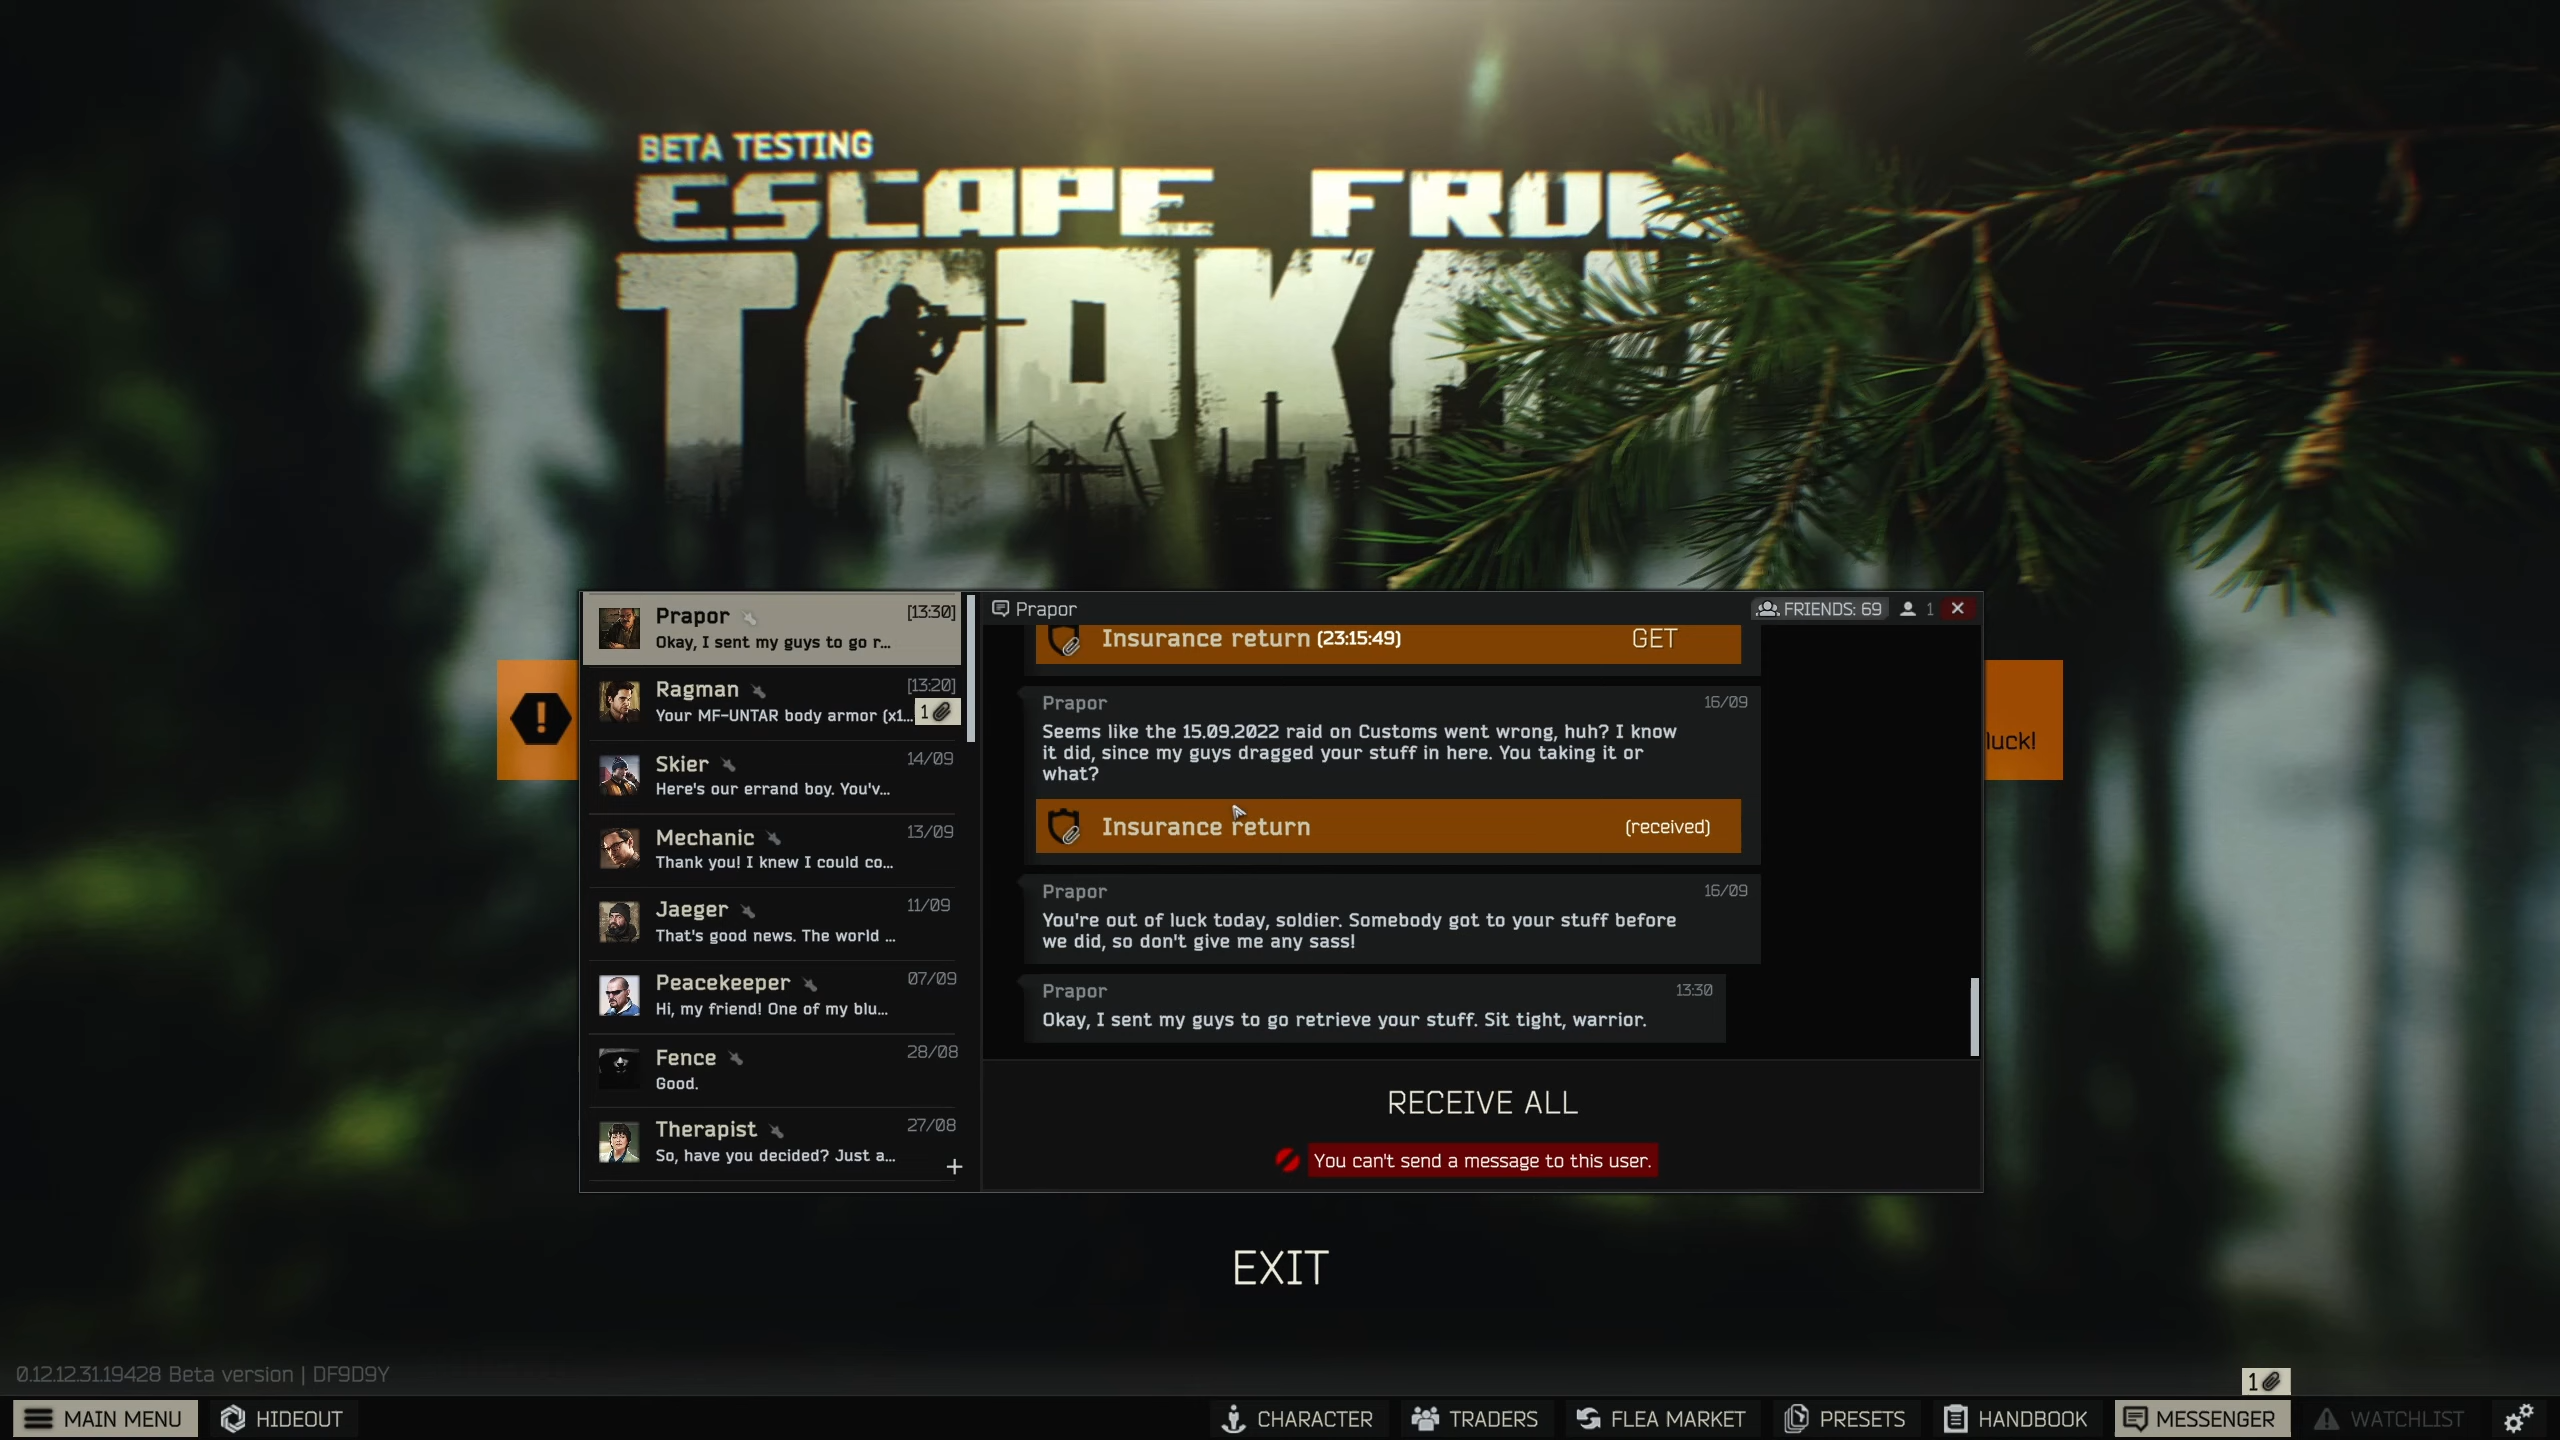 BETA TESTING
ESCAPE FROM
TARKOV
Prapor [13:30]
Okay, I sent my guys to go r...
Ragman [13:20]
Your MF-UNTAR body armor (x1... 1
Skier 14/09
Here's our errand boy. You'v...
Mechanic 13/09
Thank you! I knew I could co...
Jaeger 11/09
That's good news. The world ...
Peacekeeper 07/09
Hi, my friend! One of my blu...
Fence 28/08
Good.
Therapist 27/08
So, have you decided? Just a...
+
Prapor FRIENDS: 69 1
Insurance return (23:15:49) GET
Prapor 16/09
Seems like the 15.09.2022 raid on Customs went wrong, huh? I know
it did, since my guys dragged your stuff in here. You taking it or
what?
Insurance return (received)
Prapor 16/09
You're out of luck today, soldier. Somebody got to your stuff before
we did, so don't give me any sass!
Prapor 13:30
Okay, I sent my guys to go retrieve your stuff. Sit tight, warrior.
RECEIVE ALL
You can't send a message to this user.
luck!
EXIT
0.12.12.31.19428 Beta version | DF9D9Y
1
MAIN MENU HIDEOUT CHARACTER TRADERS FLEA MARKET PRESETS HANDBOOK MESSENGER WATCHLIST